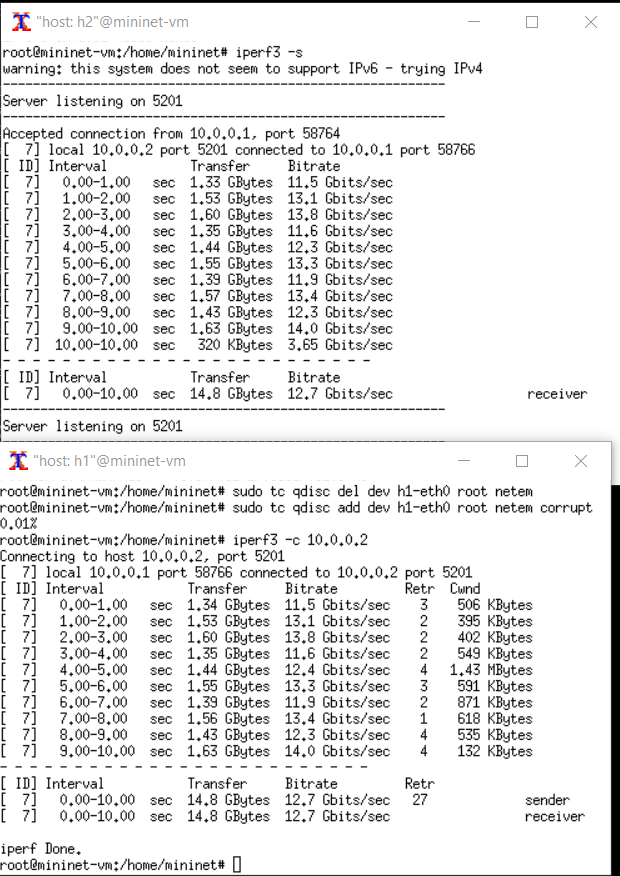 "host: h2"@mininet-vm
root@mininet-vm:/home/mininet# iperf3 -s
warning: this system does not seem to support IPv6 - trying IPv4
-----------------------------------------------------------
Server listening on 5201
-----------------------------------------------------------
Accepted connection from 10.0.0.1, port 58764
[  7] local 10.0.0.2 port 5201 connected to 10.0.0.1 port 58766
[ ID] Interval           Transfer     Bitrate
[  7]   0.00-1.00   sec  1.33 GBytes  11.5 Gbits/sec
[  7]   1.00-2.00   sec  1.53 GBytes  13.1 Gbits/sec
[  7]   2.00-3.00   sec  1.60 GBytes  13.8 Gbits/sec
[  7]   3.00-4.00   sec  1.35 GBytes  11.6 Gbits/sec
[  7]   4.00-5.00   sec  1.44 GBytes  12.3 Gbits/sec
[  7]   5.00-6.00   sec  1.55 GBytes  13.3 Gbits/sec
[  7]   6.00-7.00   sec  1.39 GBytes  11.9 Gbits/sec
[  7]   7.00-8.00   sec  1.57 GBytes  13.4 Gbits/sec
[  7]   8.00-9.00   sec  1.43 GBytes  12.3 Gbits/sec
[  7]   9.00-10.00  sec  1.63 GBytes  14.0 Gbits/sec
[  7]  10.00-10.00  sec   320 KBytes  3.65 Gbits/sec
- - - - - - - - - - - - - - - - - - - - - - - - -
[ ID] Interval           Transfer     Bitrate
[  7]   0.00-10.00  sec  14.8 GBytes  12.7 Gbits/sec                  receiver
-----------------------------------------------------------
Server listening on 5201
"host: h1"@mininet-vm
root@mininet-vm:/home/mininet# sudo tc qdisc del dev h1-eth0 root netem
root@mininet-vm:/home/mininet# sudo tc qdisc add dev h1-eth0 root netem corrupt
0.01%
root@mininet-vm:/home/mininet# iperf3 -c 10.0.0.2
Connecting to host 10.0.0.2, port 5201
[  7] local 10.0.0.1 port 58766 connected to 10.0.0.2 port 5201
[ ID] Interval           Transfer     Bitrate         Retr  Cwnd
[  7]   0.00-1.00   sec  1.34 GBytes  11.5 Gbits/sec    3    506 KBytes
[  7]   1.00-2.00   sec  1.53 GBytes  13.1 Gbits/sec    2    395 KBytes
[  7]   2.00-3.00   sec  1.60 GBytes  13.8 Gbits/sec    2    402 KBytes
[  7]   3.00-4.00   sec  1.35 GBytes  11.6 Gbits/sec    2    549 KBytes
[  7]   4.00-5.00   sec  1.44 GBytes  12.4 Gbits/sec    4   1.43 MBytes
[  7]   5.00-6.00   sec  1.55 GBytes  13.3 Gbits/sec    3    591 KBytes
[  7]   6.00-7.00   sec  1.39 GBytes  11.9 Gbits/sec    2    871 KBytes
[  7]   7.00-8.00   sec  1.56 GBytes  13.4 Gbits/sec    1    618 KBytes
[  7]   8.00-9.00   sec  1.43 GBytes  12.3 Gbits/sec    4    535 KBytes
[  7]   9.00-10.00  sec  1.63 GBytes  14.0 Gbits/sec    4    132 KBytes
- - - - - - - - - - - - - - - - - - - - - - - - -
[ ID] Interval           Transfer     Bitrate         Retr
[  7]   0.00-10.00  sec  14.8 GBytes  12.7 Gbits/sec   27             sender
[  7]   0.00-10.00  sec  14.8 GBytes  12.7 Gbits/sec                  receiver
iperf Done.
root@mininet-vm:/home/mininet#